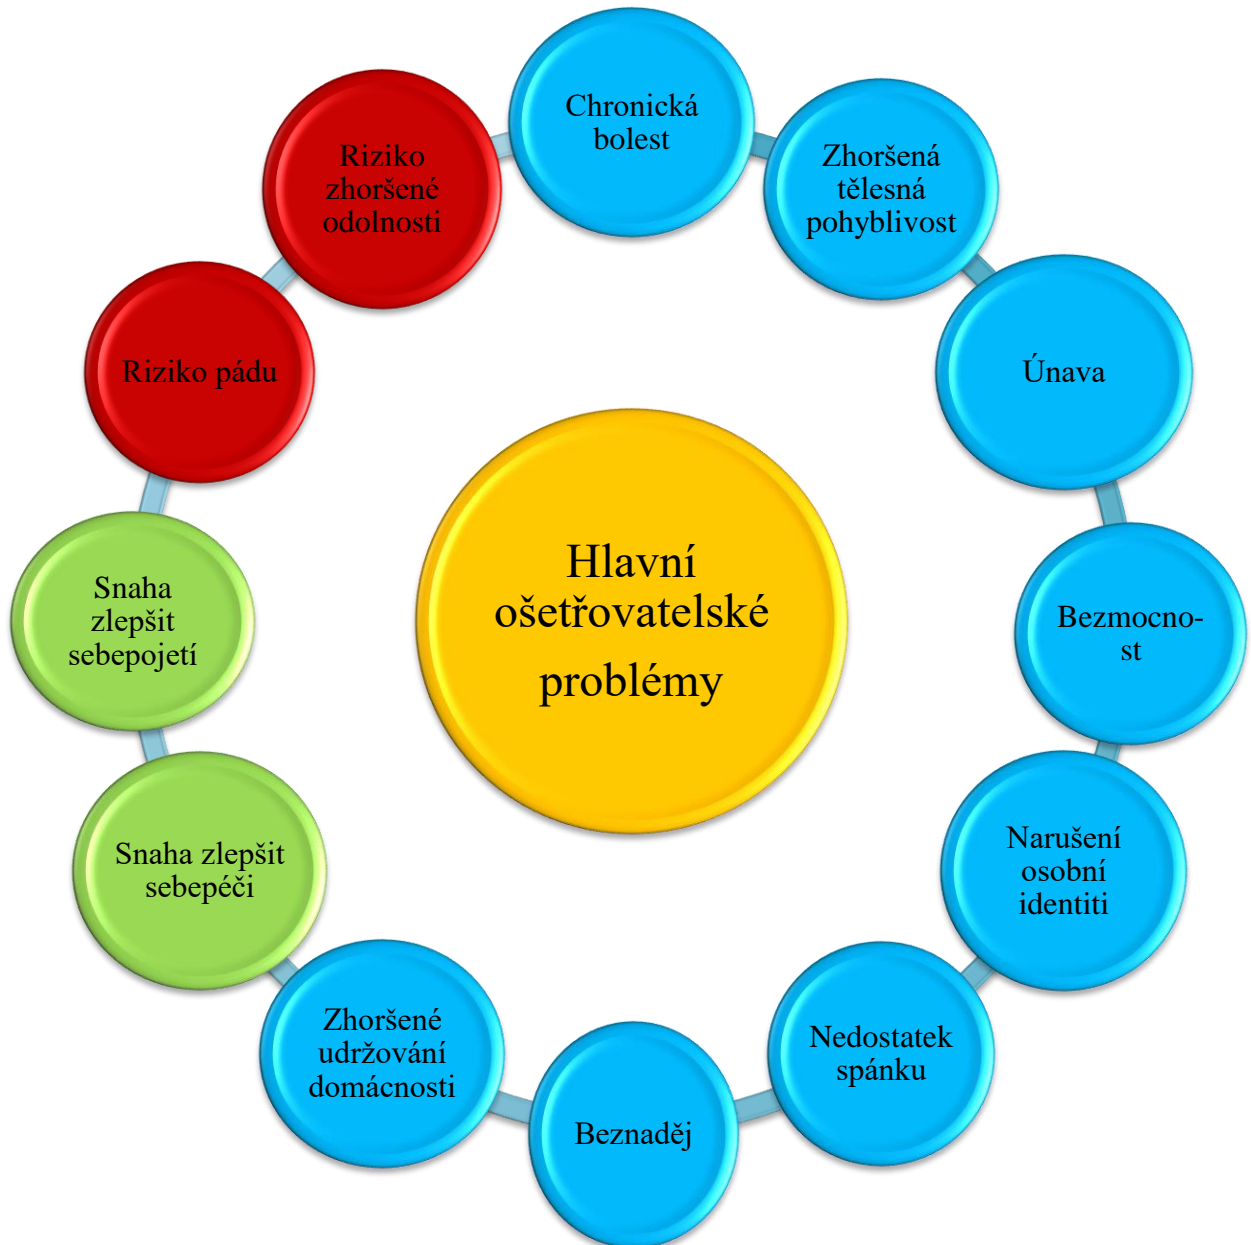 Chronická
bolest
Zhoršená
tělesná
pohyblivost
Únava
Bezmocno-
st
Narušení
osobní
identiti
Nedostatek
spánku
Beznaděj
Zhoršené
udržování
domácnosti
Snaha zlepšit
sebepéči
Snaha
zlepšit
sebepojetí
Riziko pádu
Riziko
zhoršené
odolnosti
Hlavní
ošetřovatelské
problémy